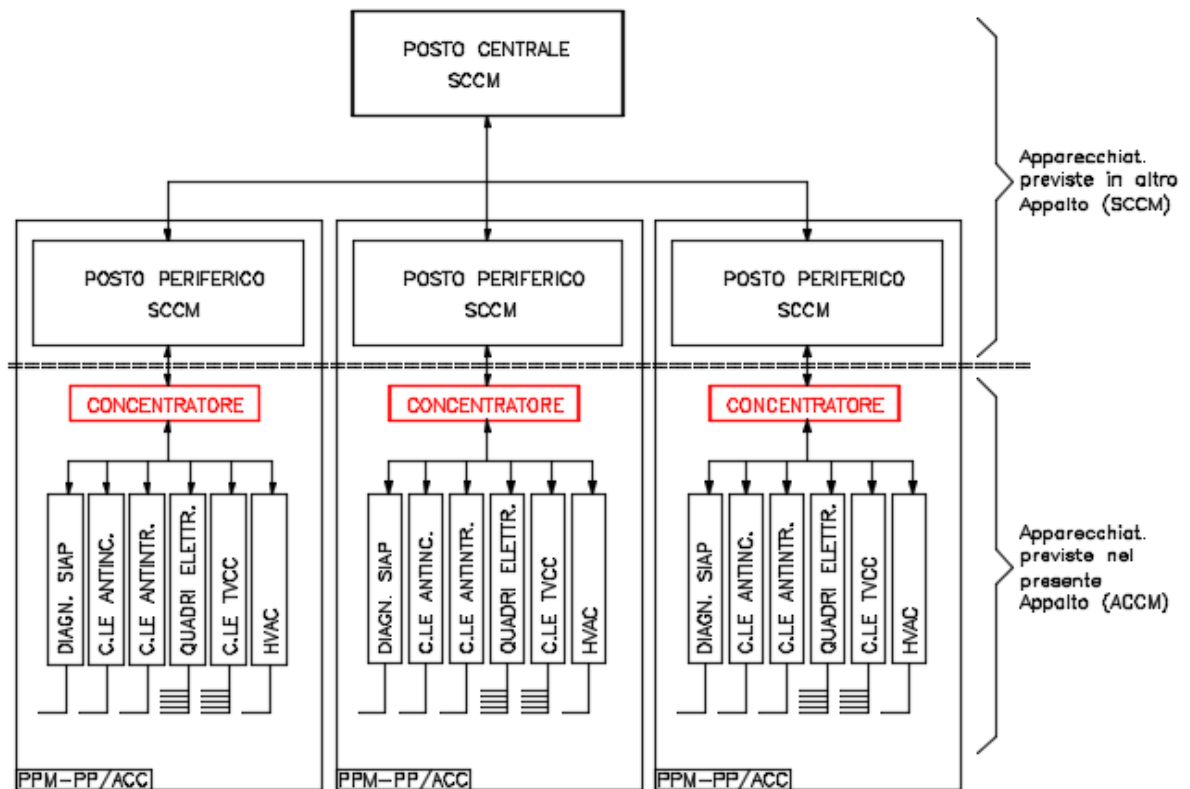 POSTO CENTRALE
SCCM
Apparecchiat.
previste in altro
Appalto (SCCM)
POSTO PERIFERICO
SCCM
POSTO PERIFERICO
SCCM
POSTO PERIFERICO
SCCM
CONCENTRATORE
CONCENTRATORE
CONCENTRATORE
DIAGN. SIAP
C.LE ANTINC.
C.LE ANTINTR.
QUADRI ELETTR.
C.LE TVCC
HVAC
DIAGN. SIAP
C.LE ANTINC.
C.LE ANTINTR.
QUADRI ELETTR.
C.LE TVCC
HVAC
DIAGN. SIAP
C.LE ANTINC.
C.LE ANTINTR.
QUADRI ELETTR.
C.LE TVCC
HVAC
Apparecchiat.
previste nel
presente
Appalto (ACCM)
PPM-PP/ACC
PPM-PP/ACC
PPM-PP/ACC